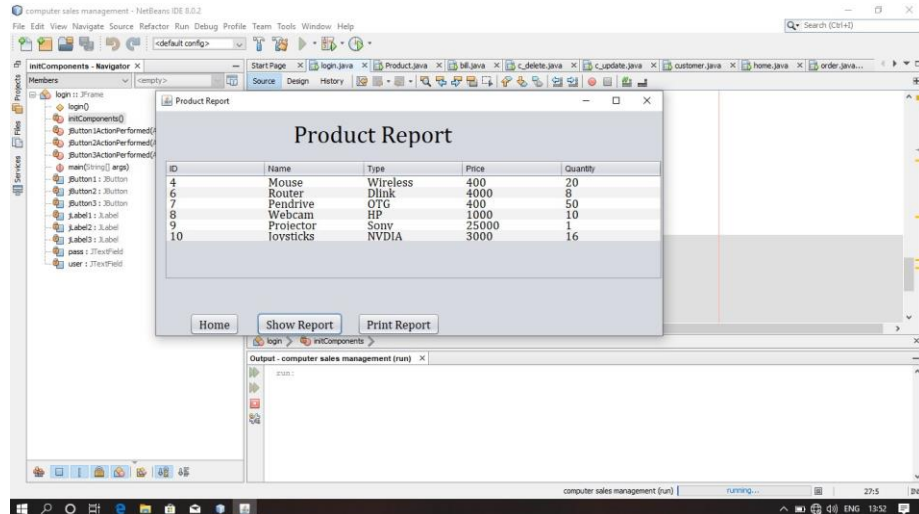 computer sales management - NetBeans IDE 8.0.2
File Edit View Navigate Source Refactor Run Debug Profile Team Tools Window Help
Search (Ctrl+I)
<default config>
initComponents - Navigator
Start Page login.java Product.java bill.java c_delete.java c_update.java customer.java home.java order.java...
Members <empty>
Source Design History
Projects
Files
Services
login :: JFrame
login()
initComponents()
jButton1ActionPerformed(A
jButton2ActionPerformed(A
jButton3ActionPerformed(A
main(String[] args)
jButton1 : JButton
jButton2 : JButton
jButton3 : JButton
jLabel1 : JLabel
jLabel2 : JLabel
jLabel3 : JLabel
pass : JTextField
user : JTextField
Product Report
Product Report
ID Name Type Price Quantity
4 Mouse Wireless 400 20
6 Router Dlink 4000 8
7 Pendrive OTG 400 50
8 Webcam HP 1000 10
9 Projector Sony 25000 1
10 Joysticks NVDIA 3000 16
Home Show Report Print Report
login initComponents
Output - computer sales management (run)
run:
computer sales management (run) running... 27:5
ENG 13:52